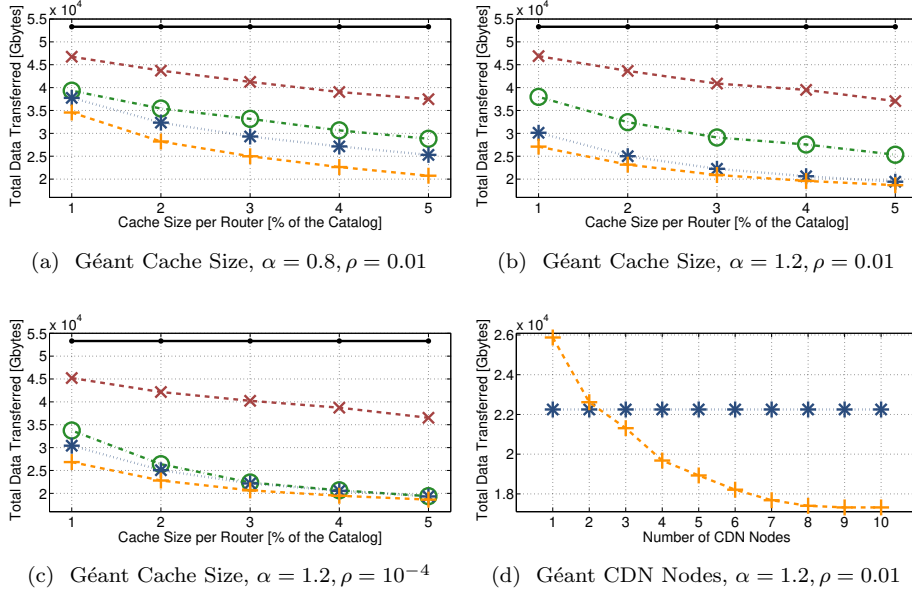 x 10^4
Total Data Transferred [Gbytes]
5.5
5
4.5
4
3.5
3
2.5
2
1 2 3 4 5
Cache Size per Router [% of the Catalog]
(a) Géant Cache Size, α = 0.8, ρ = 0.01
x 10^4
Total Data Transferred [Gbytes]
5.5
5
4.5
4
3.5
3
2.5
2
1 2 3 4 5
Cache Size per Router [% of the Catalog]
(b) Géant Cache Size, α = 1.2, ρ = 0.01
x 10^4
Total Data Transferred [Gbytes]
5.5
5
4.5
4
3.5
3
2.5
2
1 2 3 4 5
Cache Size per Router [% of the Catalog]
(c) Géant Cache Size, α = 1.2, ρ = 10⁻⁴
x 10^4
Total Data Transferred [Gbytes]
2.6
2.4
2.2
2
1.8
1 2 3 4 5 6 7 8 9 10
Number of CDN Nodes
(d) Géant CDN Nodes, α = 1.2, ρ = 0.01